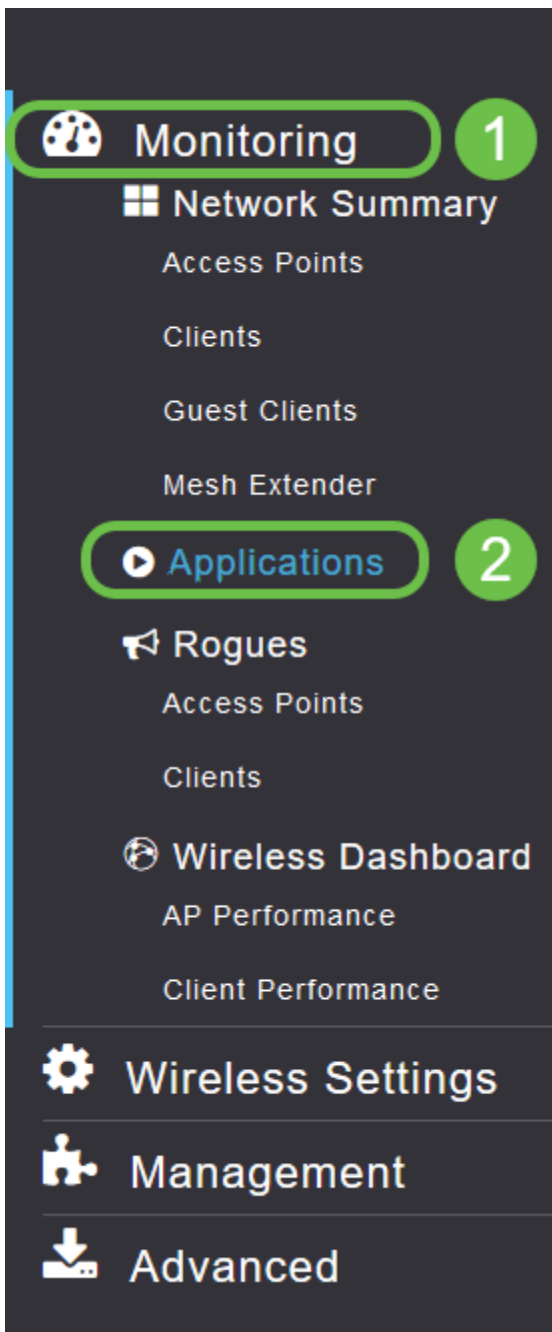 Monitoring 1
Network Summary
Access Points
Clients
Guest Clients
Mesh Extender
Applications 2
Rogues
Access Points
Clients
Wireless Dashboard
AP Performance
Client Performance
Wireless Settings
Management
Advanced